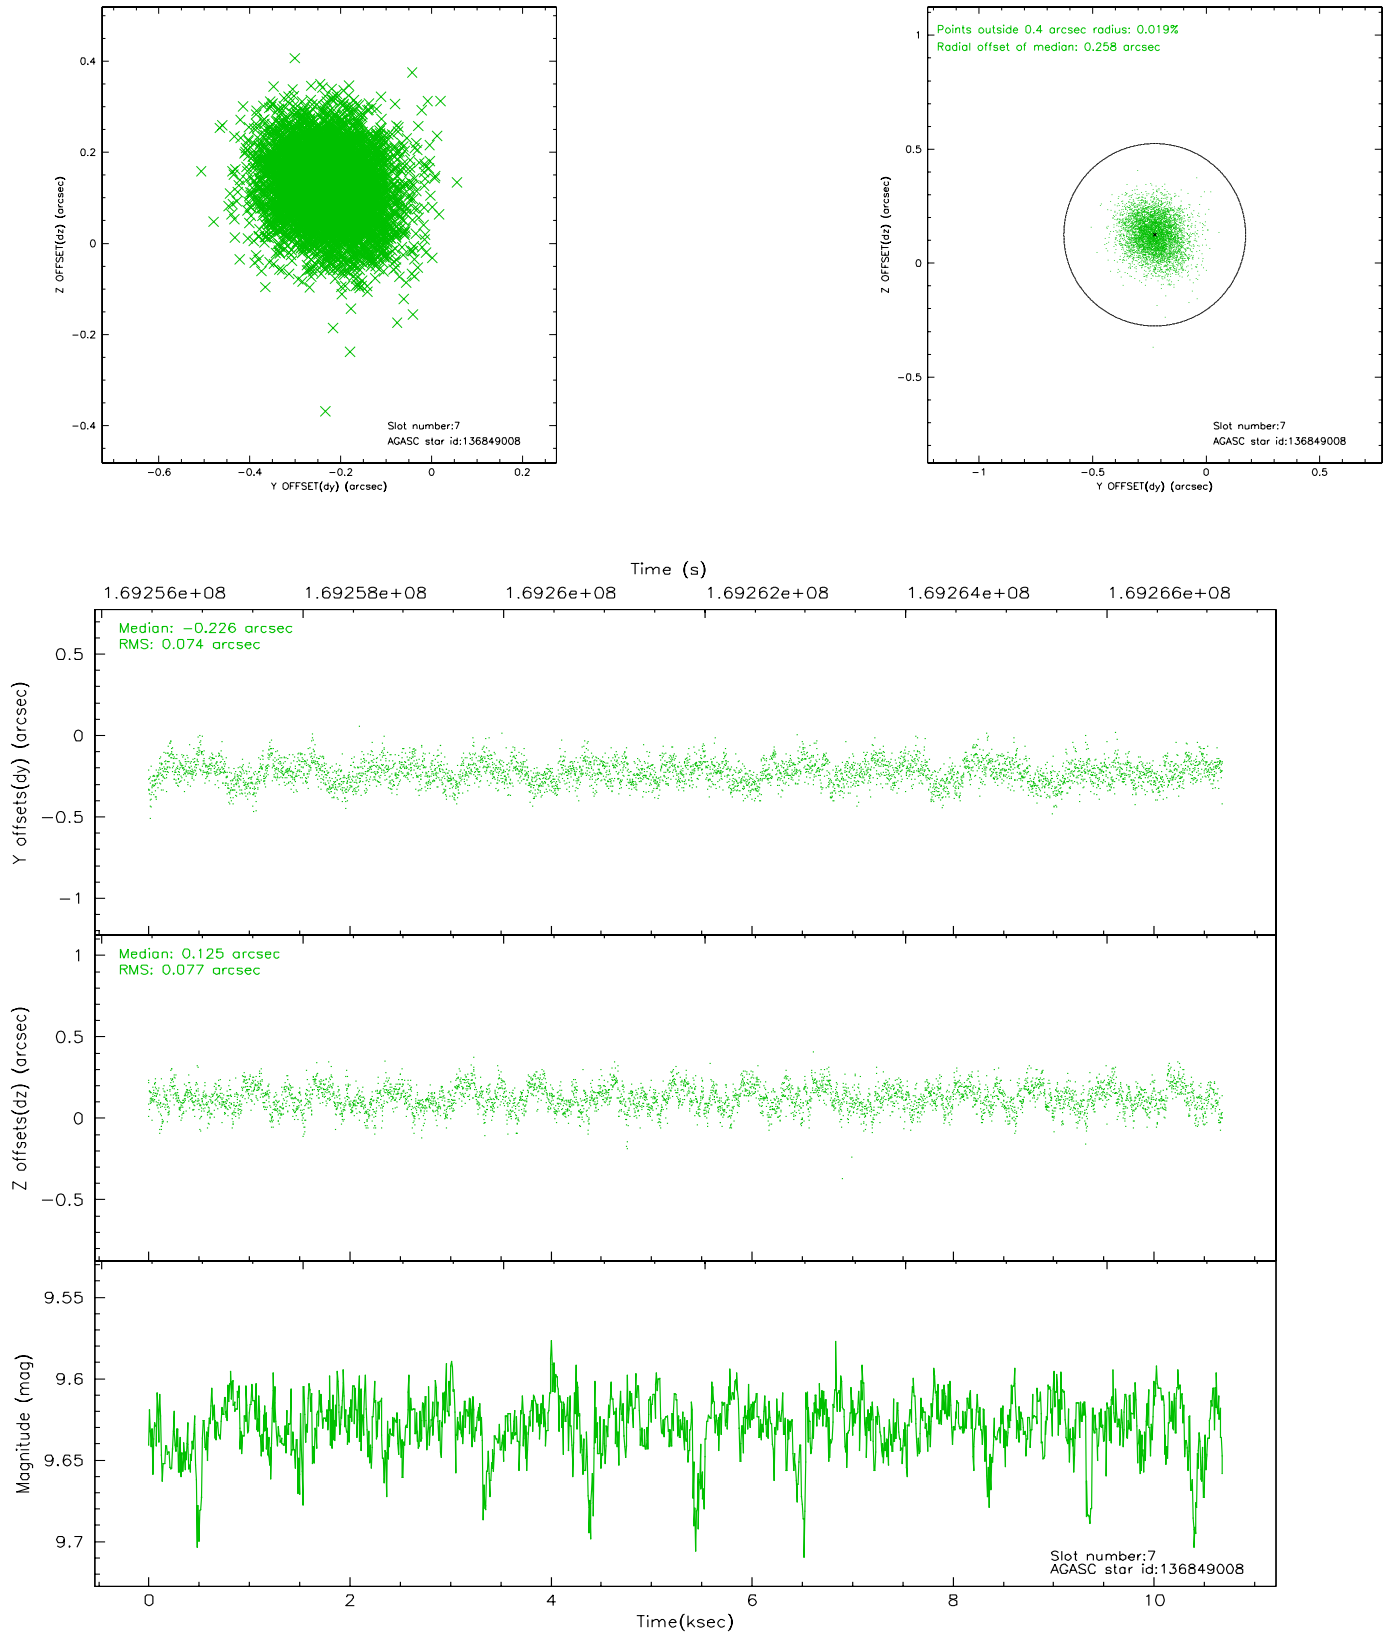 0.4
0.2
0
−0.2
−0.4
Z OFFSET(dz) (arcsec)
Slot number:7
AGASC star id:136849008
−0.6
−0.4
−0.2
0
0.2
Y OFFSET(dy) (arcsec)
Points outside 0.4 arcsec radius: 0.019%
Radial offset of median: 0.258 arcsec
1
0.5
0
−0.5
Z OFFSET(dz) (arcsec)
Slot number:7
AGASC star id:136849008
−1
−0.5
0
0.5
Y OFFSET(dy) (arcsec)
Time (s)
1.69256e+08
1.69258e+08
1.6926e+08
1.69262e+08
1.69264e+08
1.69266e+08
Median: −0.226 arcsec
RMS: 0.074 arcsec
0.5
0
−0.5
−1
Y offsets(dy) (arcsec)
Median: 0.125 arcsec
RMS: 0.077 arcsec
1
0.5
0
−0.5
Z offsets(dz) (arcsec)
9.55
9.6
9.65
9.7
Magnitude (mag)
Slot number:7
AGASC star id:136849008
0
2
4
6
8
10
Time(ksec)